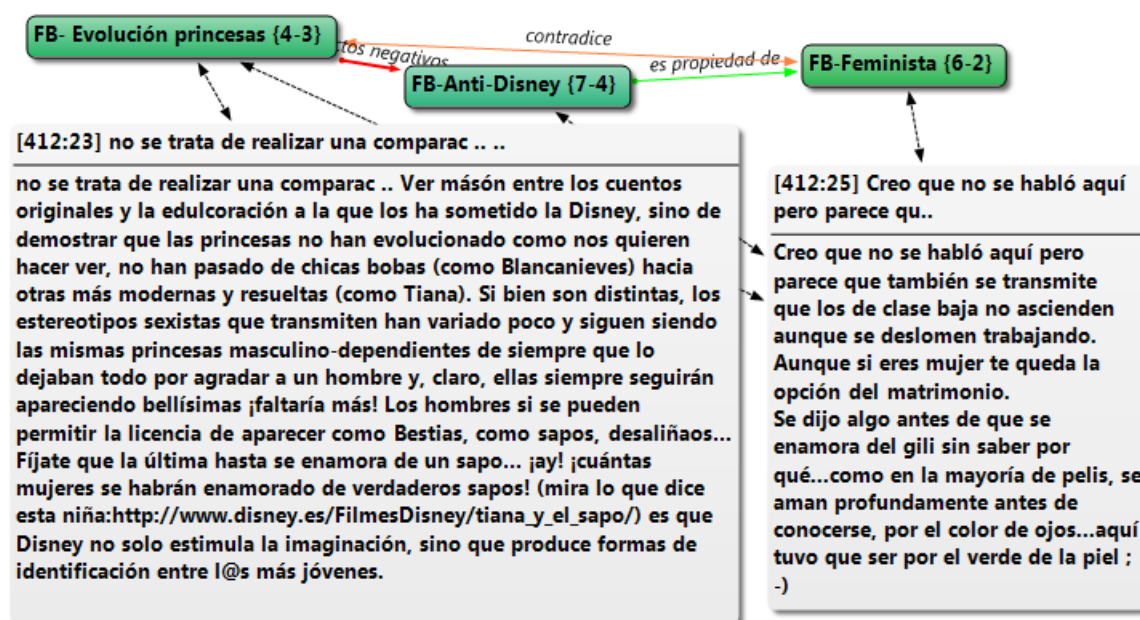 FB- Evolución princesas {4-3}
contradice
ctos negativos
es propiedad de
FB-Feminista {6-2}
FB-Anti-Disney {7-4}
[412:23] no se trata de realizar una comparac .. ..
no se trata de realizar una comparac .. Ver másón entre los cuentos
originales y la edulcoración a la que los ha sometido la Disney, sino de
demostrar que las princesas no han evolucionado como nos quieren
hacer ver, no han pasado de chicas bobas (como Blancanieves) hacia
otras más modernas y resueltas (como Tiana). Si bien son distintas, los
estereotipos sexistas que transmiten han variado poco y siguen siendo
las mismas princesas masculino-dependientes de siempre que lo
dejaban todo por agradar a un hombre y, claro, ellas siempre seguirán
apareciendo bellísimas ¡faltaría más! Los hombres si se pueden
permitir la licencia de aparecer como Bestias, como sapos, desaliñaos...
Fíjate que la última hasta se enamora de un sapo... ¡ay! ¡cuántas
mujeres se habrán enamorado de verdaderos sapos! (mira lo que dice
esta niña:http://www.disney.es/FilmesDisney/tiana_y_el_sapo/) es que
Disney no solo estimula la imaginación, sino que produce formas de
identificación entre l@s más jóvenes.
[412:25] Creo que no se habló aquí
pero parece qu..
Creo que no se habló aquí pero
parece que también se transmite
que los de clase baja no ascienden
aunque se deslomen trabajando.
Aunque si eres mujer te queda la
opción del matrimonio.
Se dijo algo antes de que se
enamora del gili sin saber por
qué...como en la mayoría de pelis, se
aman profundamente antes de
conocerse, por el color de ojos...aquí
tuvo que ser por el verde de la piel ;
-)